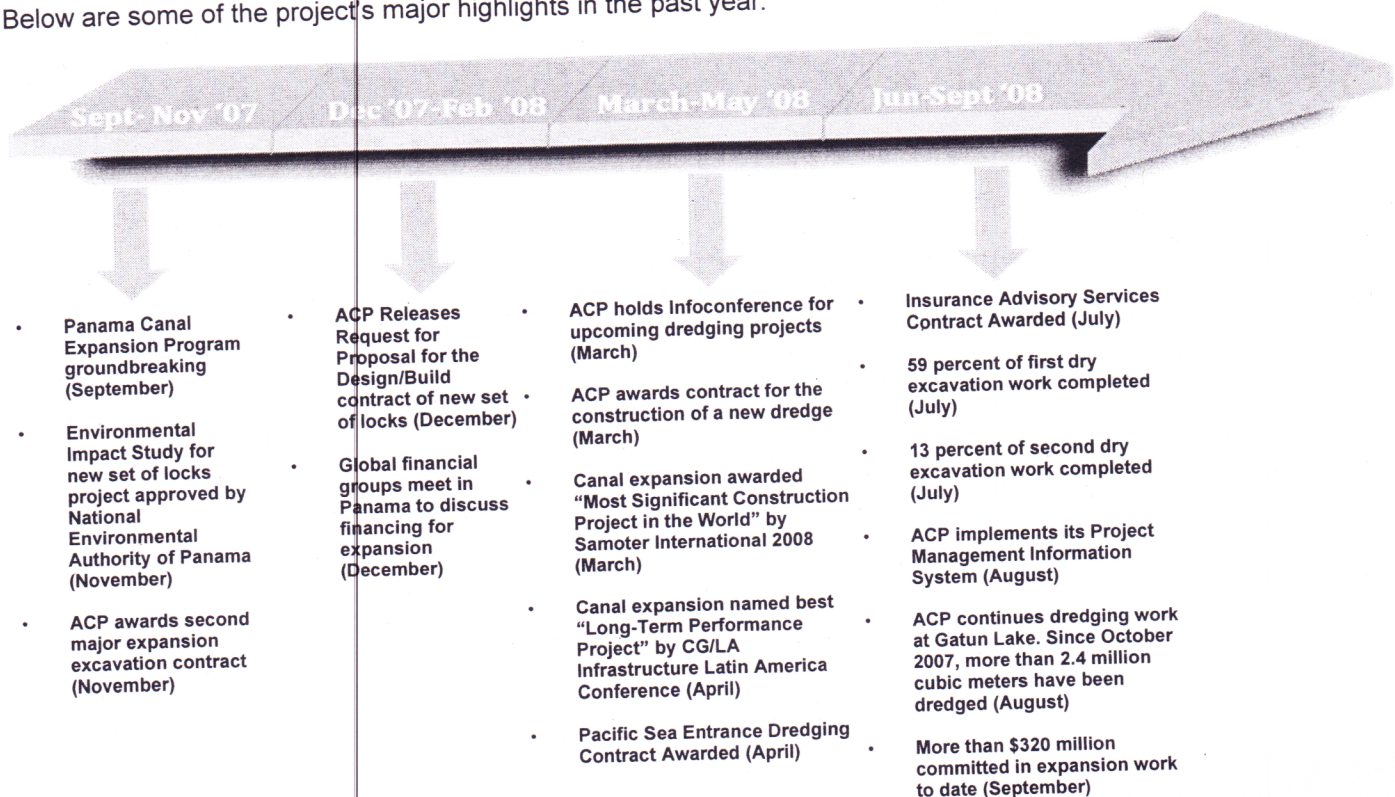 Below are some of the project's major highlights in the past year:
Sept- Nov '07
Dec '07-Feb '08
March-May '08
Jun-Sept '08
• Panama Canal
Expansion Program
groundbreaking
(September)
• Environmental
Impact Study for
new set of locks
project approved by
National
Environmental
Authority of Panama
(November)
• ACP awards second
major expansion
excavation contract
(November)
• ACP Releases
Request for
Proposal for the
Design/Build
contract of new set
of locks (December)
• Global financial
groups meet in
Panama to discuss
financing for
expansion
(December)
• ACP holds Infoconference for
upcoming dredging projects
(March)
• ACP awards contract for the
construction of a new dredge
(March)
• Canal expansion awarded
“Most Significant Construction
Project in the World” by
Samoter International 2008
(March)
• Canal expansion named best
“Long-Term Performance
Project” by CG/LA
Infrastructure Latin America
Conference (April)
• Pacific Sea Entrance Dredging
Contract Awarded (April)
• Insurance Advisory Services
Contract Awarded (July)
• 59 percent of first dry
excavation work completed
(July)
• 13 percent of second dry
excavation work completed
(July)
• ACP implements its Project
Management Information
System (August)
• ACP continues dredging work
at Gatun Lake. Since October
2007, more than 2.4 million
cubic meters have been
dredged (August)
• More than $320 million
committed in expansion work
to date (September)